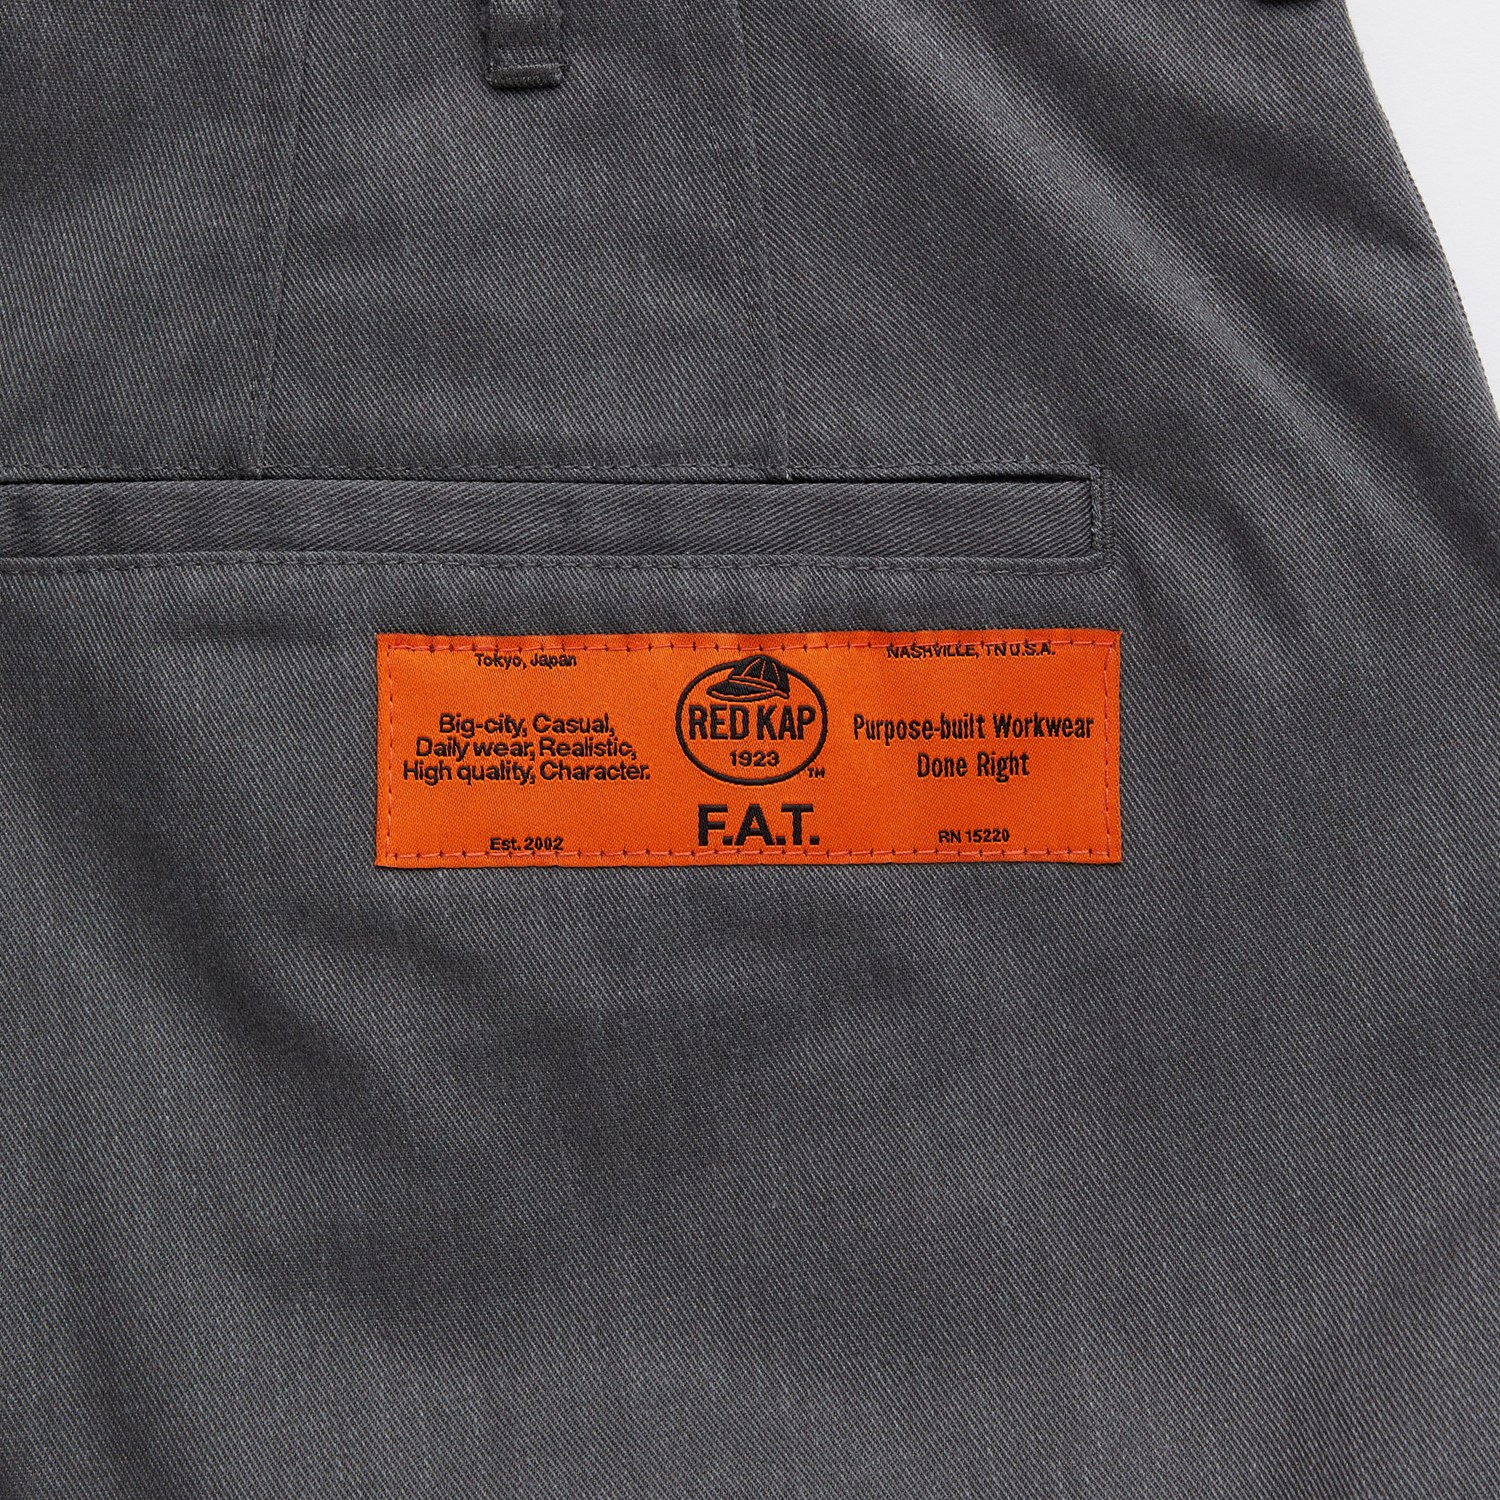 Tokyo, Japan
Big-city, Casual,
Daily wear, Realistic,
High quality, Character.
Est. 2002
RED KAP
1923
TM
F.A.T.
NASHVILLE, TN U.S.A.
Purpose-built Workwear
Done Right
RN 15220